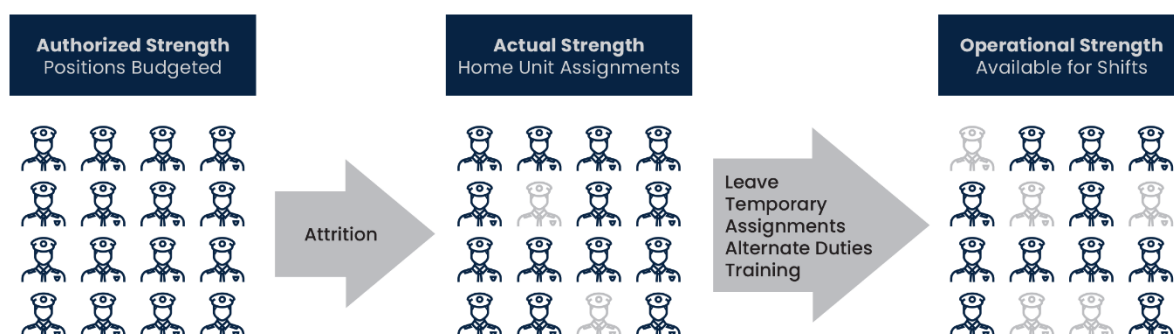 Authorized Strength
Positions Budgeted
Actual Strength
Home Unit Assignments
Operational Strength
Available for Shifts
Attrition
Leave
Temporary
Assignments
Alternate Duties
Training